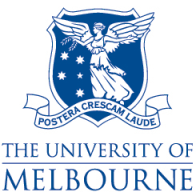 POSTERA CRESCAM LAUDE
THE UNIVERSITY OF
MELBOURNE